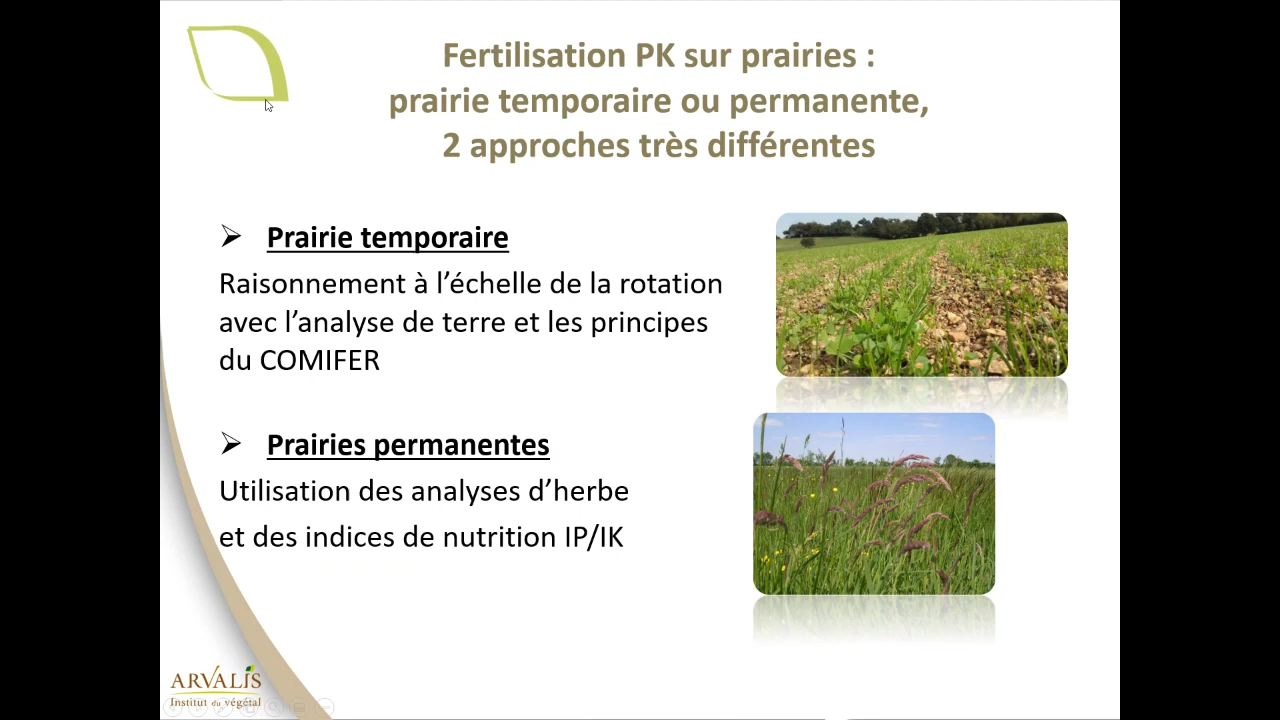 Fertilisation PK sur prairies :
prairie temporaire ou permanente,
2 approches très différentes
Prairie temporaire
Raisonnement à l’échelle de la rotation
avec l’analyse de terre et les principes
du COMIFER
Prairies permanentes
Utilisation des analyses d’herbe
et des indices de nutrition IP/IK
ARVALIS
Institut du végétal